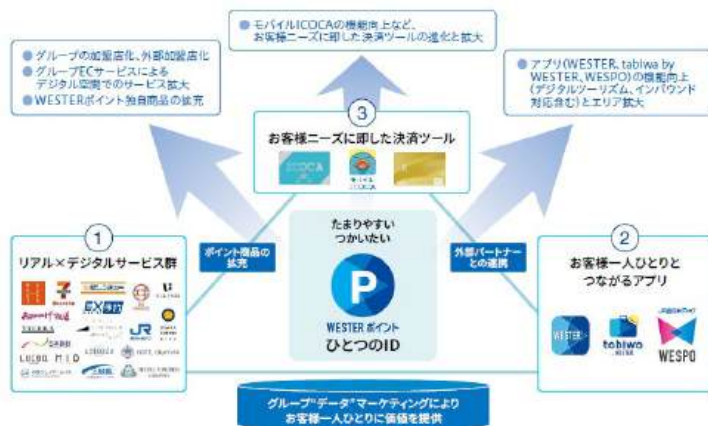 ● モバイルICOCAの機能向上など、
お客様ニーズに即した決済ツールの進化と拡大
● グループの加盟店化、外部加盟店化
● グループECサービスによる
デジタル空間でのサービス拡大
● WESTERポイント独自商品の拡充
● アプリ(WESTER、tabiwa by
WESTER、WESPO)の機能向上
(デジタルツーリズム、インバウンド
対応含む)とエリア拡大
③
お客様ニーズに即した決済ツール
ICOCA
モバイル
ICOCA
①
リアル×デジタルサービス群
ポイント商品の
拡充
たまりやすい
つかいたい
P
WESTER ポイント
ひとつのID
外部パートナー
との連携
②
お客様一人ひとりと
つながるアプリ
WESTER
tabiwa
WESPO
LUCUA
VIERRA
MID
JR
グループ"データ"マーケティングにより
お客様一人ひとりに価値を提供